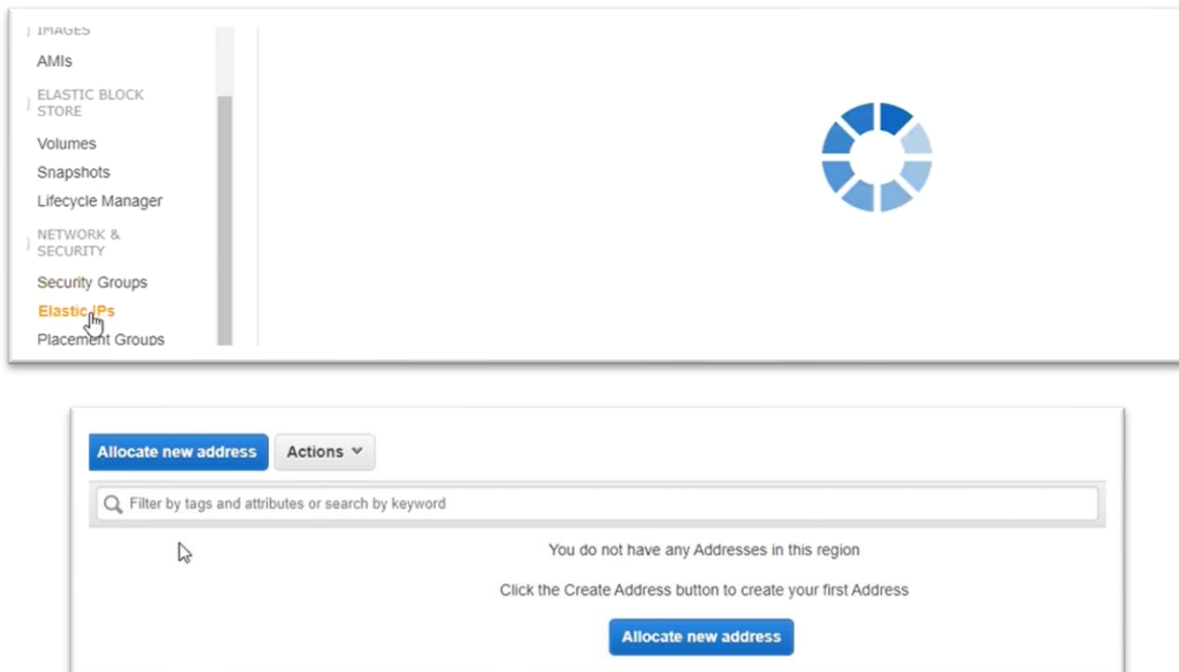 IMAGES
AMIs
ELASTIC BLOCK
STORE
Volumes
Snapshots
Lifecycle Manager
NETWORK &
SECURITY
Security Groups
Elastic IPs
Placement Groups
Allocate new address Actions
Filter by tags and attributes or search by keyword
You do not have any Addresses in this region
Click the Create Address button to create your first Address
Allocate new address